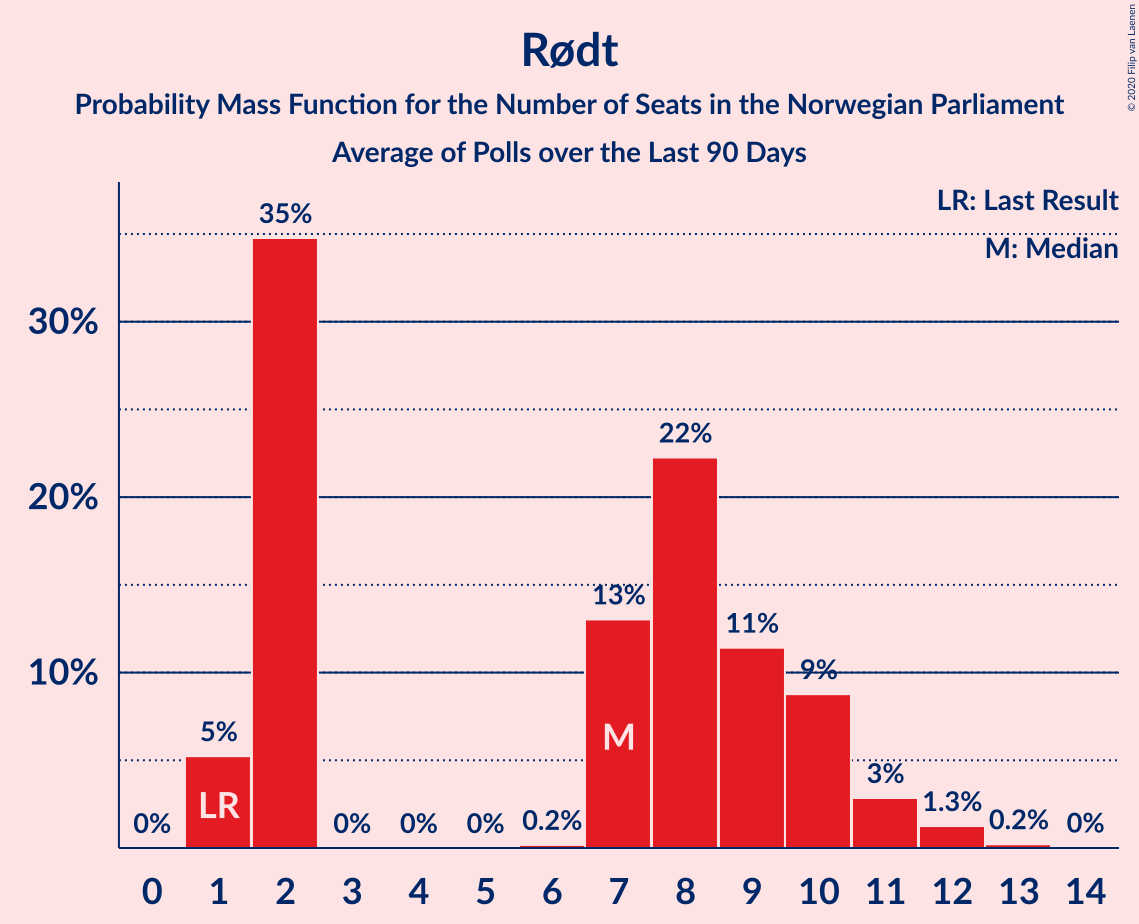 Rødt
Probability Mass Function for the Number of Seats in the Norwegian Parliament
Average of Polls over the Last 90 Days
© 2020 Filip van Laenen
LR: Last Result
M: Median
30%
20%
10%
0% 5% 35% 0% 0% 0% 0.2% 13% 22% 11% 9% 3% 1.3% 0.2% 0%
LR M
0 1 2 3 4 5 6 7 8 9 10 11 12 13 14